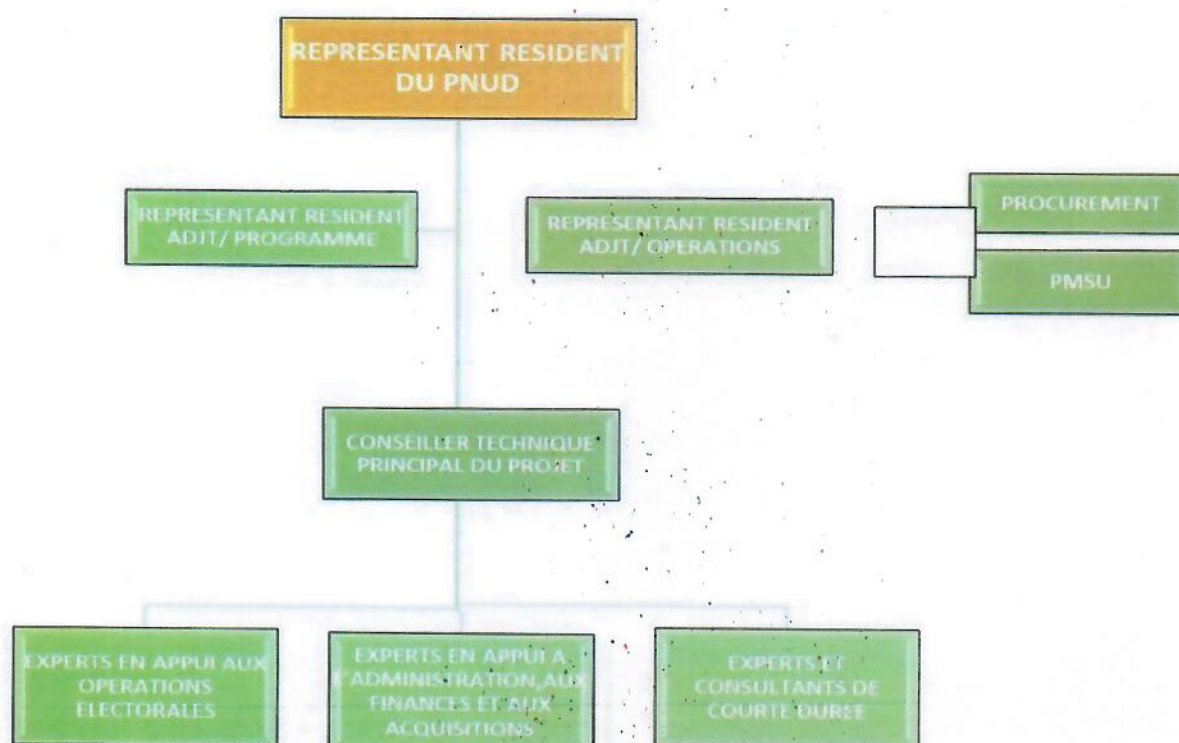 REPRESENTANT RESIDENT
DU PNUD
REPRESENTANT RESIDENT
ADJT/ PROGRAMME
REPRESENTANT RESIDENT
ADJT/ OPERATIONS
PROCUREMENT
PMSU
CONSEILLER TECHNIQUE
PRINCIPAL DU PROJET
EXPERTS EN APPUI AUX
OPERATIONS
ELECTORALES
EXPERTS EN APPUI A
L'ADMINISTRATION, AUX
FINANCES ET AUX
ACQUISITIONS
EXPERTS ET
CONSULTANTS DE
COURTE DUREE